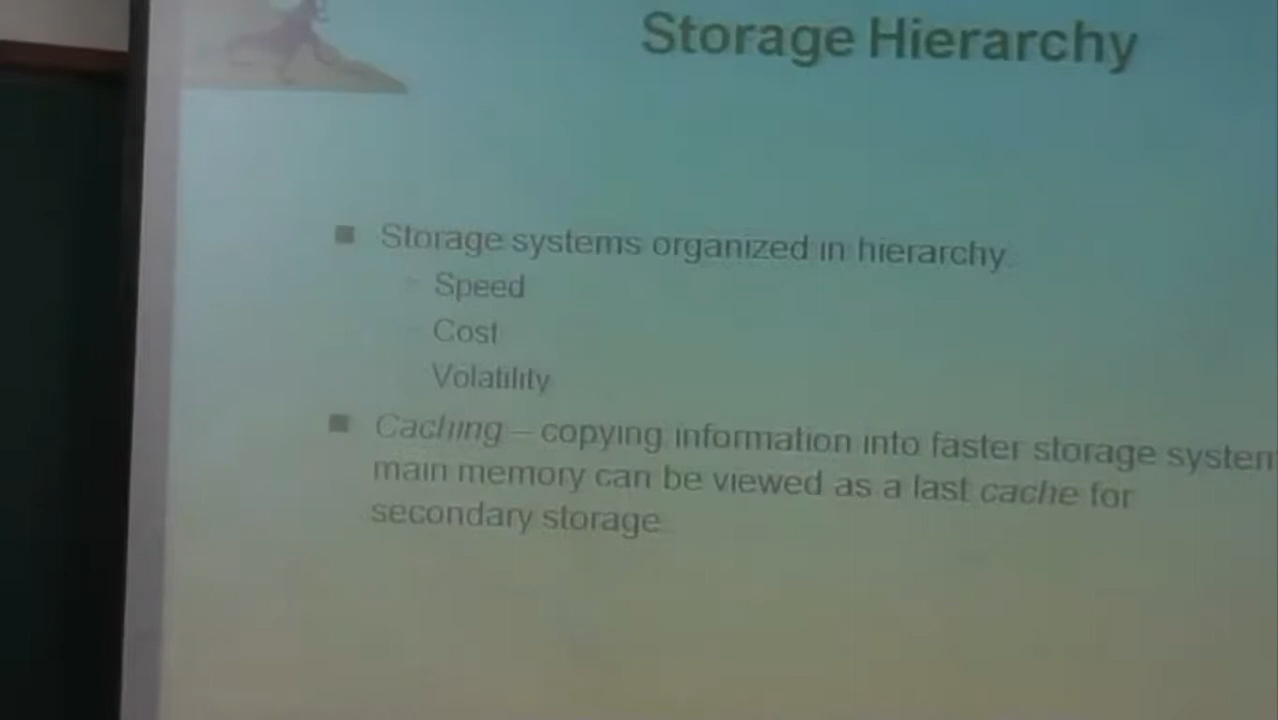 Storage Hierarchy
Storage systems organized in hierarchy.
Speed
Cost
Volatility
Caching – copying information into faster storage system
main memory can be viewed as a last cache for
secondary storage.